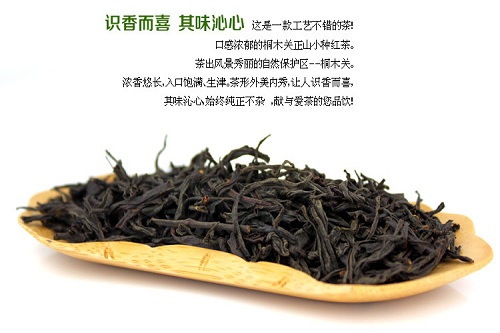 识香而喜 其味沁心 这是一款工艺不错的茶!
口感浓郁的桐木关正山小种红茶。
茶出风景秀丽的自然保护区--桐木关。
浓香悠长,入口饱满、生津。茶形外美内秀,让人识香而喜,
其味沁心,始终纯正不杂 ,献与爱茶的您品饮!